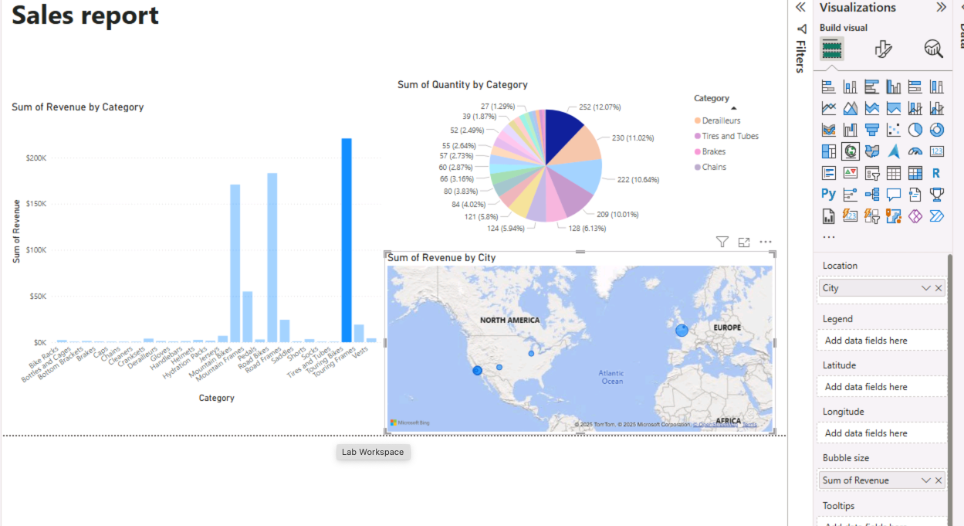 Sales report
Sum of Revenue by Category
Sum of Revenue
$200K
$150K
$100K
$50K
$0K
Bike Racks
Bottles and Cages
Bottom Brackets
Brakes
Caps
Chains
Cleaners
Cranksets
Derailleurs
Gloves
Handlebars
Helmets
Hydration Packs
Jerseys
Mountain Bikes
Mountain Frames
Pedals
Road Bikes
Road Frames
Saddles
Shorts
Socks
Tires and Tubes
Touring Bikes
Touring Frames
Vests
Category
Sum of Quantity by Category
27 (1.29%)
39 (1.87%)
52 (2.49%)
55 (2.64%)
57 (2.73%)
60 (2.87%)
66 (3.16%)
80 (3.83%)
84 (4.02%)
121 (5.8%)
124 (5.94%)
128 (6.13%)
209 (10.01%)
222 (10.64%)
230 (11.02%)
252 (12.07%)
Category
Derailleurs
Tires and Tubes
Brakes
Chains
Sum of Revenue by City
NORTH AMERICA
EUROPE
Atlantic
Ocean
AFRICA
Microsoft Bing
© 2025 TomTom, © 2025 Microsoft Corporation,
Terms
Lab Workspace
Filters
Visualizations
Build visual
R
Py
123
Location
City
Legend
Add data fields here
Latitude
Add data fields here
Longitude
Add data fields here
Bubble size
Sum of Revenue
Tooltips
Add data fields here